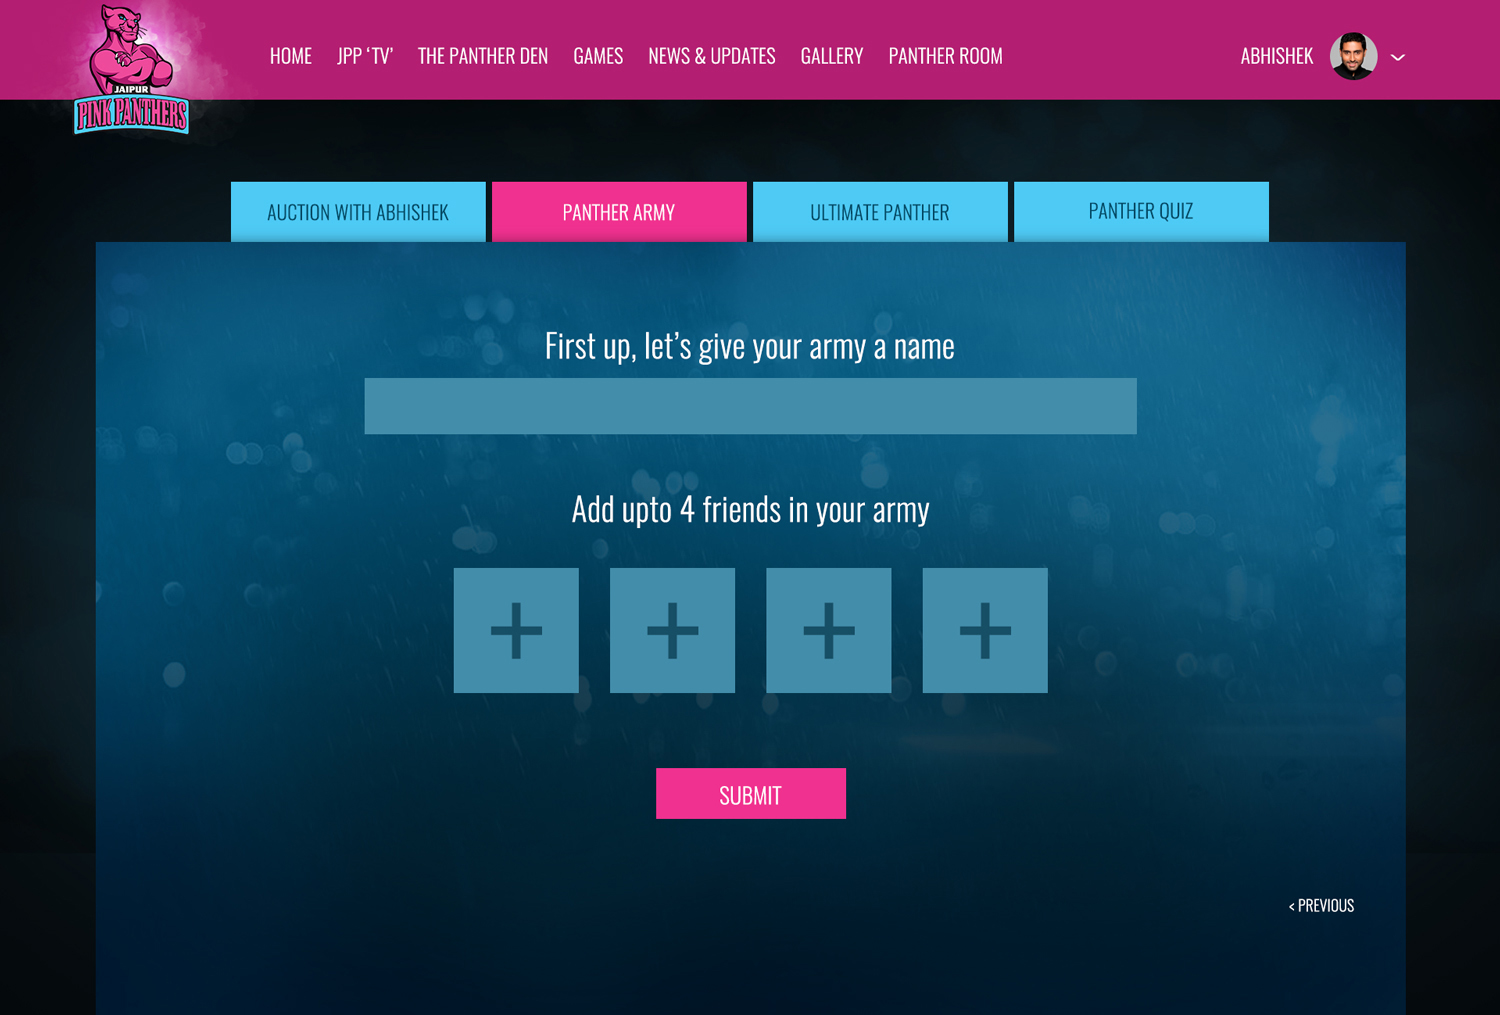 JAIPUR
PINK PANTHERS
HOME
JPP ‘TV’
THE PANTHER DEN
GAMES
NEWS & UPDATES
GALLERY
PANTHER ROOM
ABHISHEK
AUCTION WITH ABHISHEK
PANTHER ARMY
ULTIMATE PANTHER
PANTHER QUIZ
First up, let’s give your army a name
Add upto 4 friends in your army
SUBMIT
< PREVIOUS